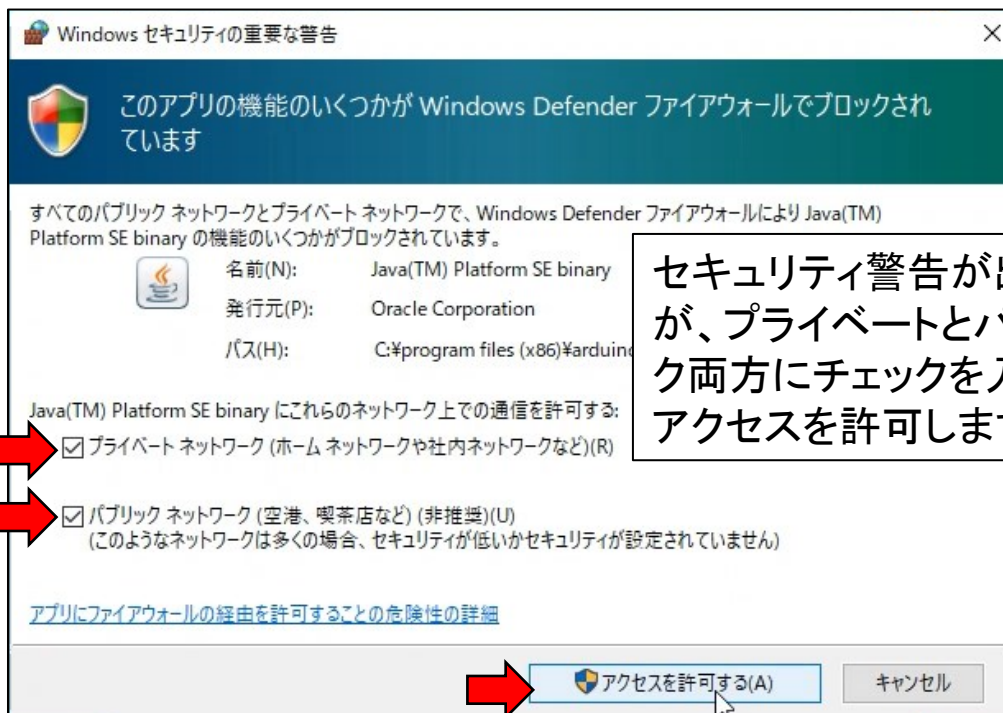 Windows セキュリティの重要な警告
このアプリの機能のいくつかが Windows Defender ファイアウォールでブロックされ
ています
すべてのパブリック ネットワークとプライベート ネットワークで、Windows Defender ファイアウォールにより Java(TM)
Platform SE binary の機能のいくつかがブロックされています。
名前(N): Java(TM) Platform SE binary
発行元(P): Oracle Corporation
パス(H): C:¥program files (x86)¥arduino
セキュリティ警告が
が、プライベートとパ
ク両方にチェックを
アクセスを許可しま
Java(TM) Platform SE binary にこれらのネットワーク上での通信を許可する:
プライベート ネットワーク (ホーム ネットワークや社内ネットワークなど)(R)
パブリック ネットワーク (空港、喫茶店など) (非推奨)(U)
(このようなネットワークは多くの場合、セキュリティが低いかセキュリティが設定されていません)
アプリにファイアウォールの経由を許可することの危険性の詳細
アクセスを許可する(A) キャンセル